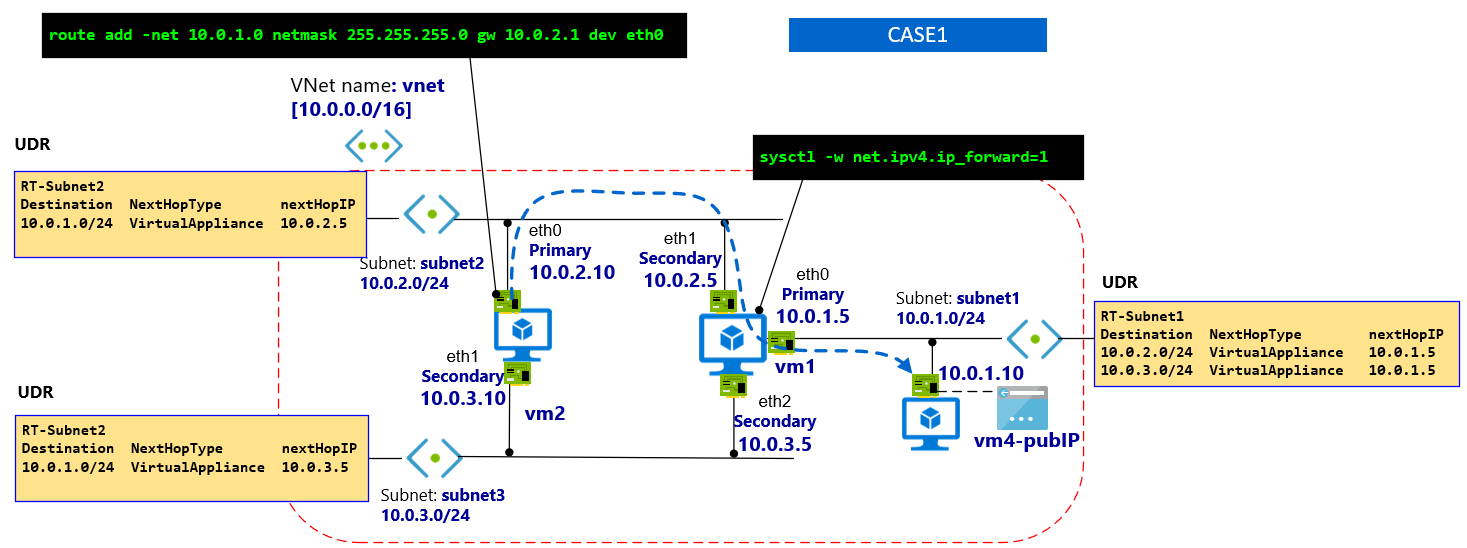 route add -net 10.0.1.0 netmask 255.255.255.0 gw 10.0.2.1 dev eth0
CASE1
VNet name: vnet
[10.0.0.0/16]
UDR
sysctl -w net.ipv4.ip_forward=1
RT-Subnet2
Destination NextHopType nextHopIP
10.0.1.0/24 VirtualAppliance 10.0.2.5
Subnet: subnet2
10.0.2.0/24
eth0
Primary
10.0.2.10
eth1
Secondary
10.0.2.5
eth0
Primary
10.0.1.5
Subnet: subnet1
10.0.1.0/24
UDR
RT-Subnet1
Destination NextHopType nextHopIP
10.0.2.0/24 VirtualAppliance 10.0.1.5
10.0.3.0/24 VirtualAppliance 10.0.1.5
eth1
Secondary
10.0.3.10
vm2
vm1
eth2
Secondary
10.0.3.5
10.0.1.10
vm4-pubIP
UDR
RT-Subnet2
Destination NextHopType nextHopIP
10.0.1.0/24 VirtualAppliance 10.0.3.5
Subnet: subnet3
10.0.3.0/24